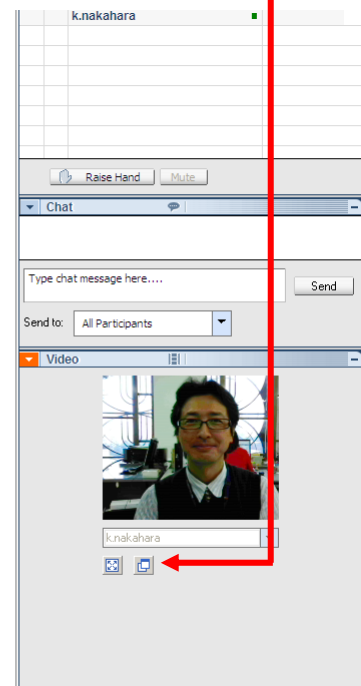 k.nakahara
Raise Hand Mute
Chat
Type chat message here....
Send
Send to: All Participants
Video
k.nakahara